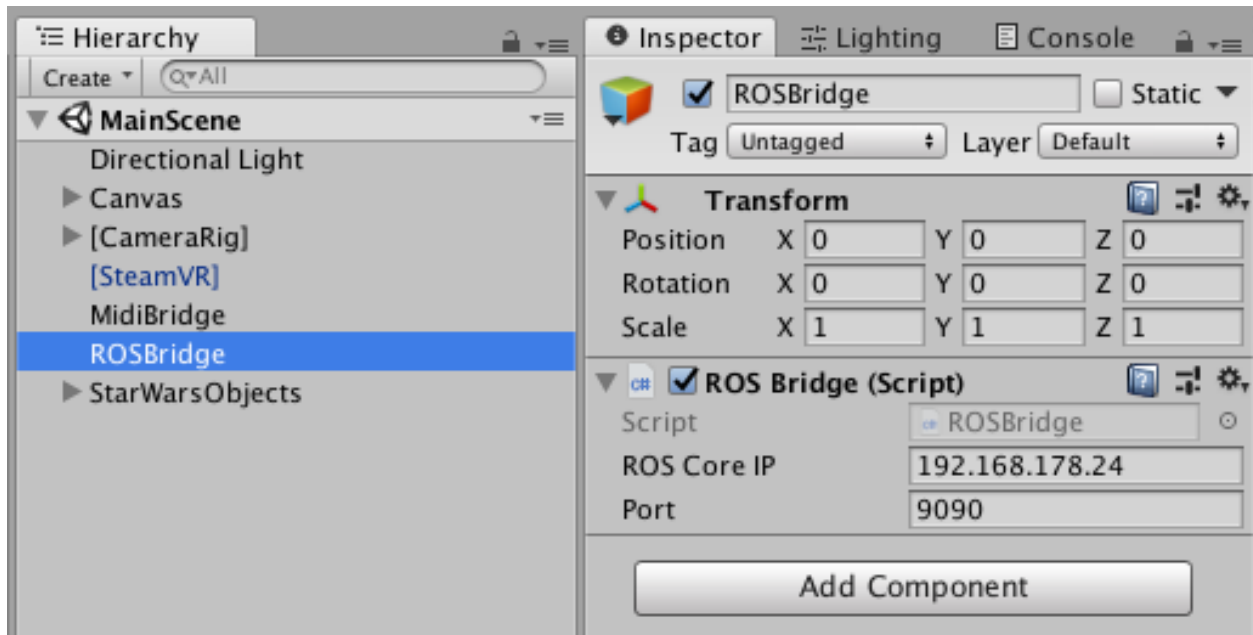 Hierarchy
Create All
MainScene
Directional Light
Canvas
[CameraRig]
[SteamVR]
MidiBridge
ROSBridge
StarWarsObjects
Inspector Lighting Console
ROSBridge Static
Tag Untagged Layer Default
Transform
Position X 0 Y 0 Z 0
Rotation X 0 Y 0 Z 0
Scale X 1 Y 1 Z 1
c# ROS Bridge (Script)
Script c# ROSBridge
ROS Core IP 192.168.178.24
Port 9090
Add Component